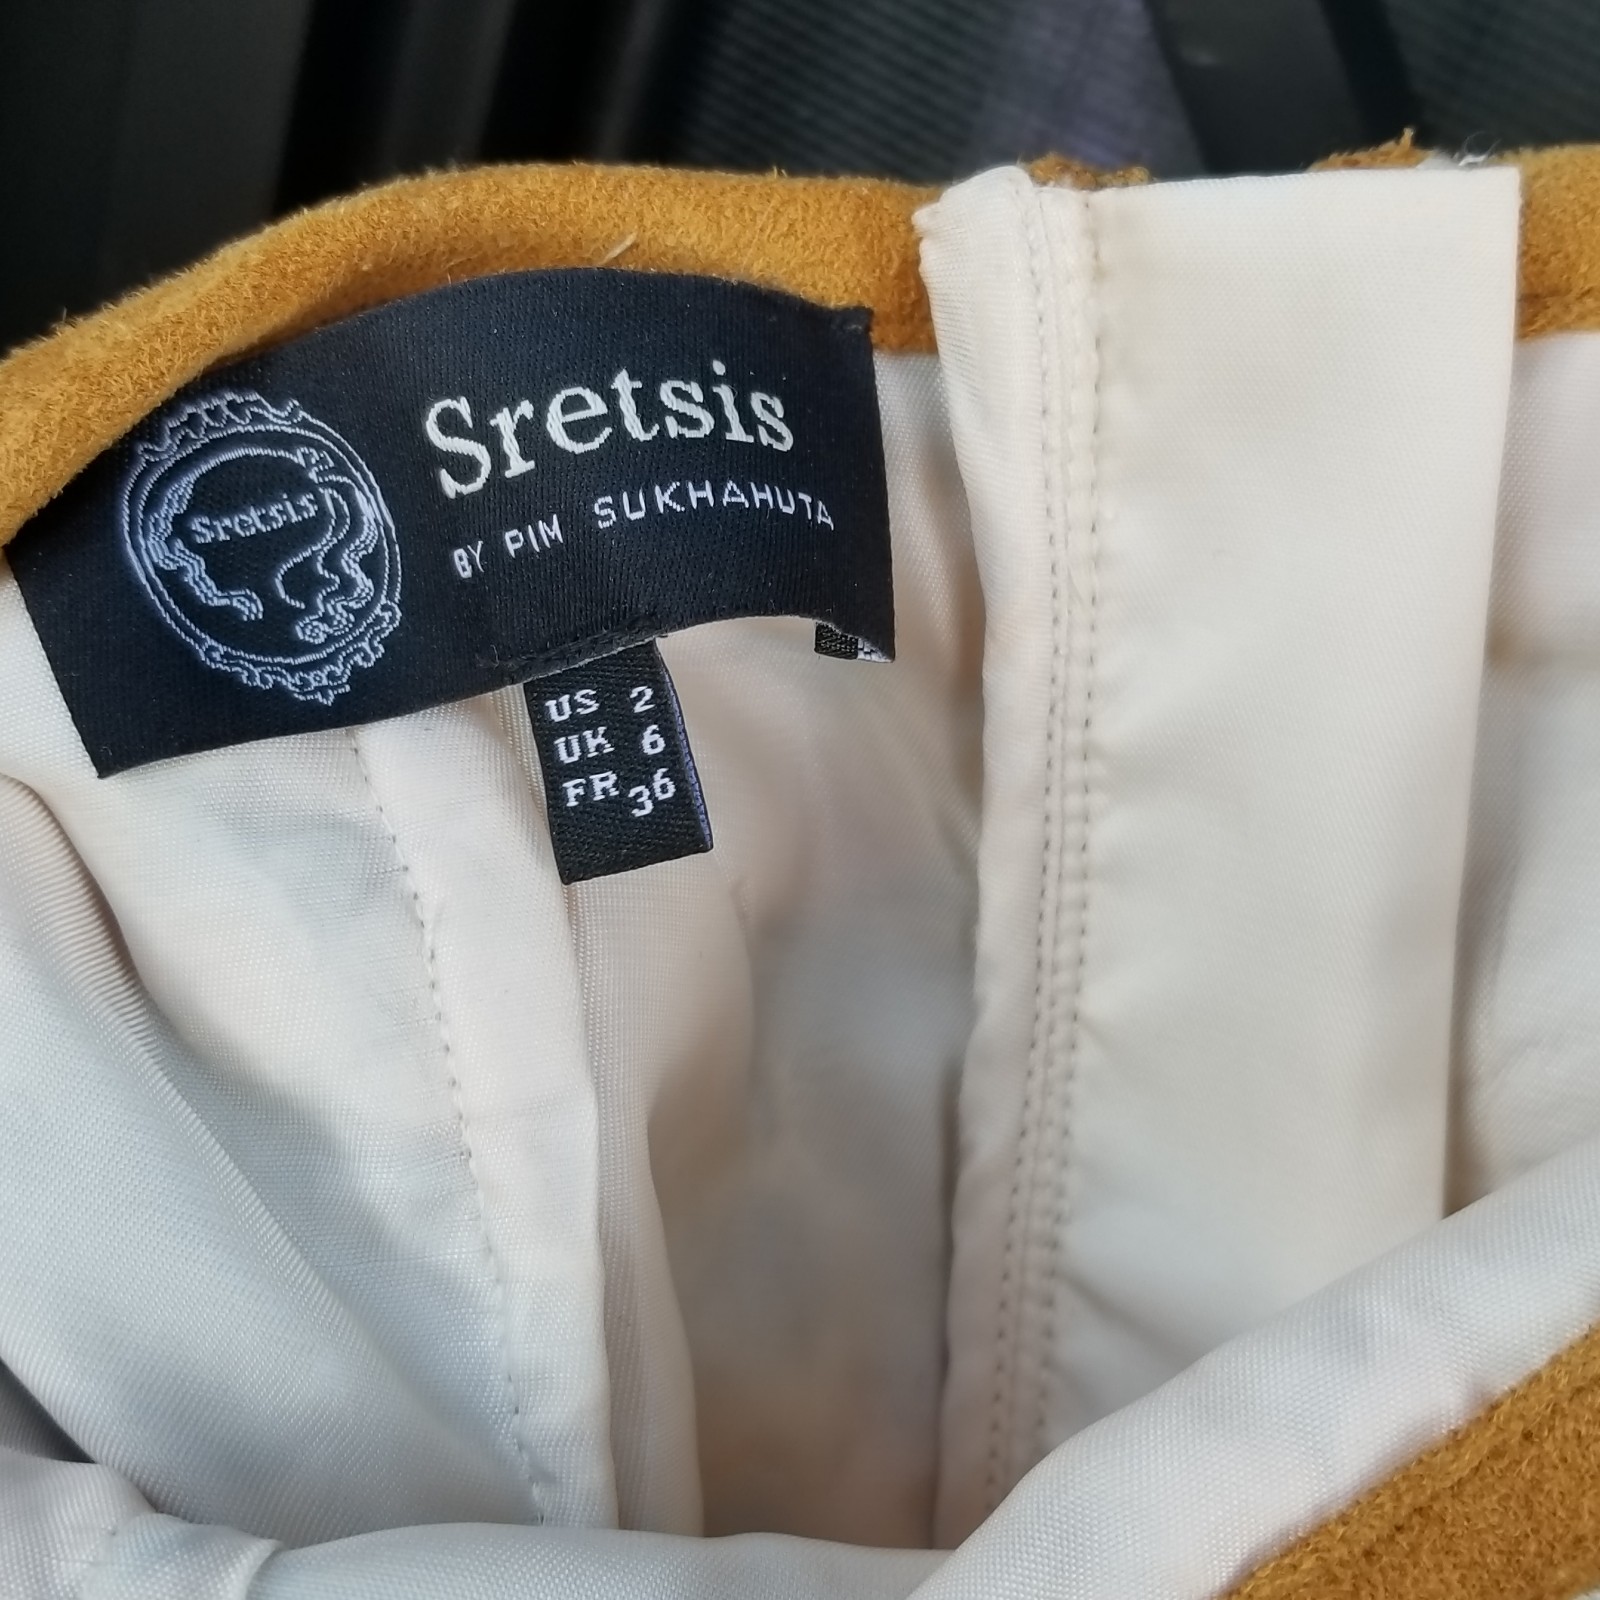 Sretsis
Sretsis
BY PIM SUKHAHUTA
US 2
UK 6
FR 36